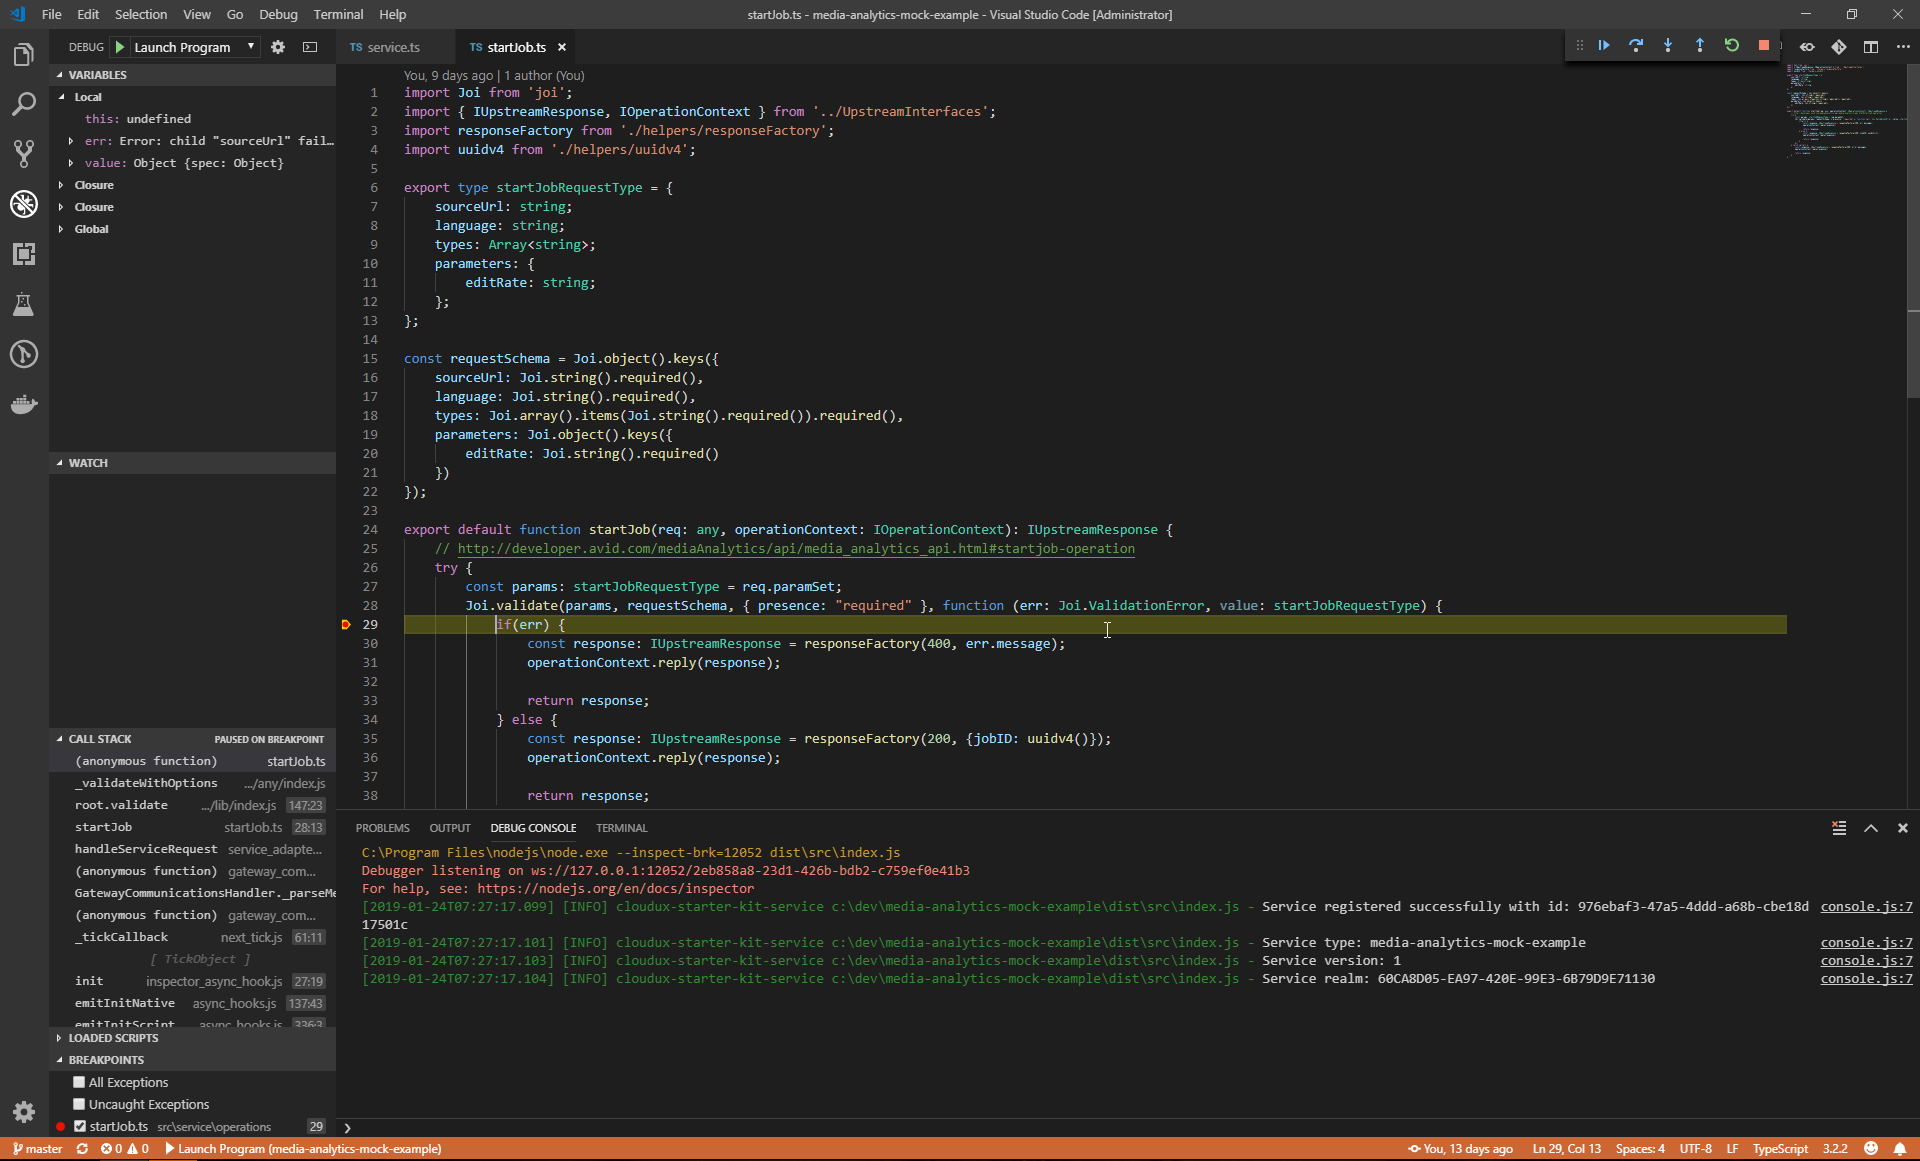 File Edit Selection View Go Debug Terminal Help
startJob.ts - media-analytics-mock-example - Visual Studio Code [Administrator]
DEBUG Launch Program
TS service.ts
TS startJob.ts
VARIABLES
Local
this: undefined
err: Error: child "sourceUrl" fail…
value: Object {spec: Object}
Closure
Closure
Global
WATCH
CALL STACK PAUSED ON BREAKPOINT
(anonymous function) startJob.ts
_validateWithOptions .../any/index.js
root.validate .../lib/index.js 147:23
startJob startJob.ts 28:13
handleServiceRequest service_adapte...
(anonymous function) gateway_com...
GatewayCommunicationsHandler._parseMe
(anonymous function) gateway_com...
_tickCallback next_tick.js 61:11
[ TickObject ]
init inspector_async_hook.js 27:19
emitInitNative async_hooks.js 137:43
emitInitScript async_hooks.js 336:3
LOADED SCRIPTS
BREAKPOINTS
All Exceptions
Uncaught Exceptions
startJob.ts src\service\operations 29
You, 9 days ago | 1 author (You)
1 import Joi from 'joi';
2 import { IUpstreamResponse, IOperationContext } from '../UpstreamInterfaces';
3 import responseFactory from './helpers/responseFactory';
4 import uuidv4 from './helpers/uuidv4';
5
6 export type startJobRequestType = {
7 sourceUrl: string;
8 language: string;
9 types: Array<string>;
10 parameters: {
11 editRate: string;
12 };
13 };
14
15 const requestSchema = Joi.object().keys({
16 sourceUrl: Joi.string().required(),
17 language: Joi.string().required(),
18 types: Joi.array().items(Joi.string().required()).required(),
19 parameters: Joi.object().keys({
20 editRate: Joi.string().required()
21 })
22 });
23
24 export default function startJob(req: any, operationContext: IOperationContext): IUpstreamResponse {
25 // http://developer.avid.com/mediaAnalytics/api/media_analytics_api.html#startjob-operation
26 try {
27 const params: startJobRequestType = req.paramSet;
28 Joi.validate(params, requestSchema, { presence: "required" }, function (err: Joi.ValidationError, value: startJobRequestType) {
29 if(err) {
30 const response: IUpstreamResponse = responseFactory(400, err.message);
31 operationContext.reply(response);
32
33 return response;
34 } else {
35 const response: IUpstreamResponse = responseFactory(200, {jobID: uuidv4()});
36 operationContext.reply(response);
37
38 return response;
PROBLEMS OUTPUT DEBUG CONSOLE TERMINAL
C:\Program Files\nodejs\node.exe --inspect-brk=12052 dist\src\index.js
Debugger listening on ws://127.0.0.1:12052/2eb858a8-23d1-426b-bdb2-c759ef0e41b3
For help, see: https://nodejs.org/en/docs/inspector
[2019-01-24T07:27:17.099] [INFO] cloudux-starter-kit-service c:\dev\media-analytics-mock-example\dist\src\index.js - Service registered successfully with id: 976ebaf3-47a5-4ddd-a68b-cbe18d console.js:7
17501c
[2019-01-24T07:27:17.101] [INFO] cloudux-starter-kit-service c:\dev\media-analytics-mock-example\dist\src\index.js - Service type: media-analytics-mock-example console.js:7
[2019-01-24T07:27:17.103] [INFO] cloudux-starter-kit-service c:\dev\media-analytics-mock-example\dist\src\index.js - Service version: 1 console.js:7
[2019-01-24T07:27:17.104] [INFO] cloudux-starter-kit-service c:\dev\media-analytics-mock-example\dist\src\index.js - Service realm: 60CA8D05-EA97-420E-99E3-6B79D9E71130 console.js:7
master 0 0 Launch Program (media-analytics-mock-example) You, 13 days ago Ln 29, Col 13 Spaces: 4 UTF-8 LF TypeScript 3.2.2